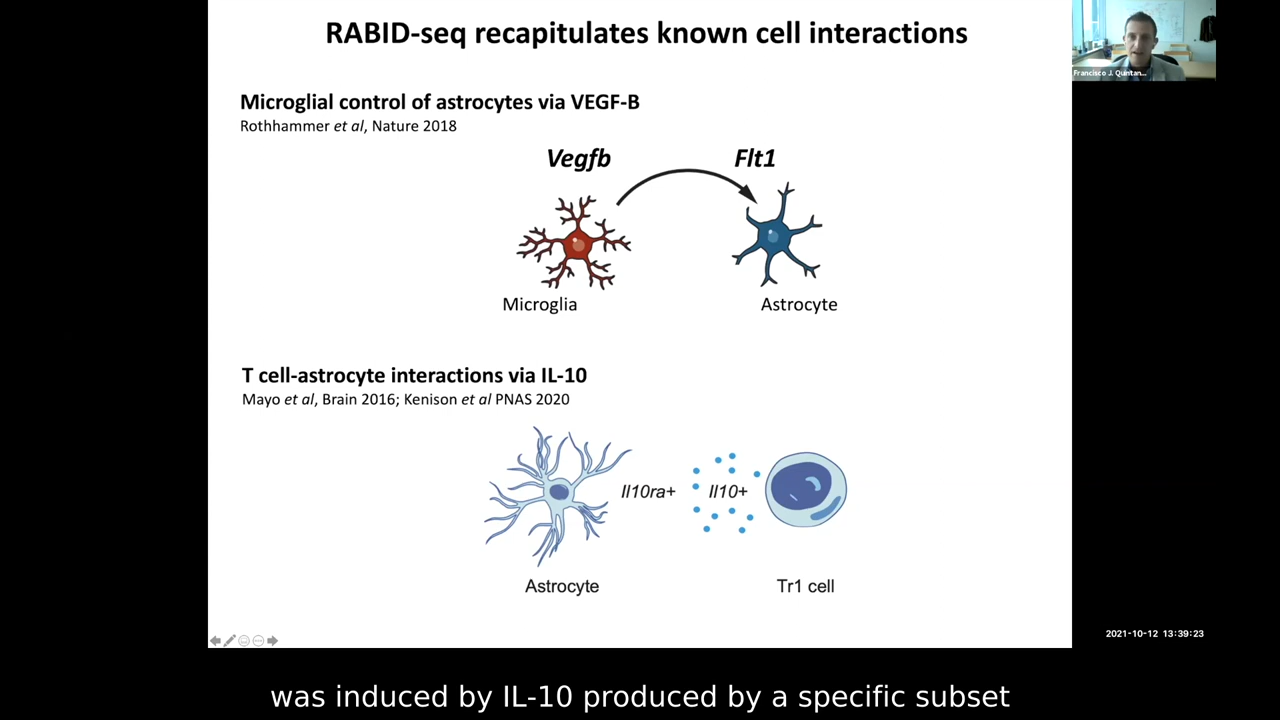 RABID-seq recapitulates known cell interactions
Francisco J. Quintan...
Microglial control of astrocytes via VEGF-B
Rothhammer et al, Nature 2018
Vegfb
Flt1
Microglia
Astrocyte
T cell-astrocyte interactions via IL-10
Mayo et al, Brain 2016; Kenison et al PNAS 2020
Il10ra+
Il10+
Astrocyte
Tr1 cell
2021-10-12 13:39:23
was induced by IL-10 produced by a specific subset